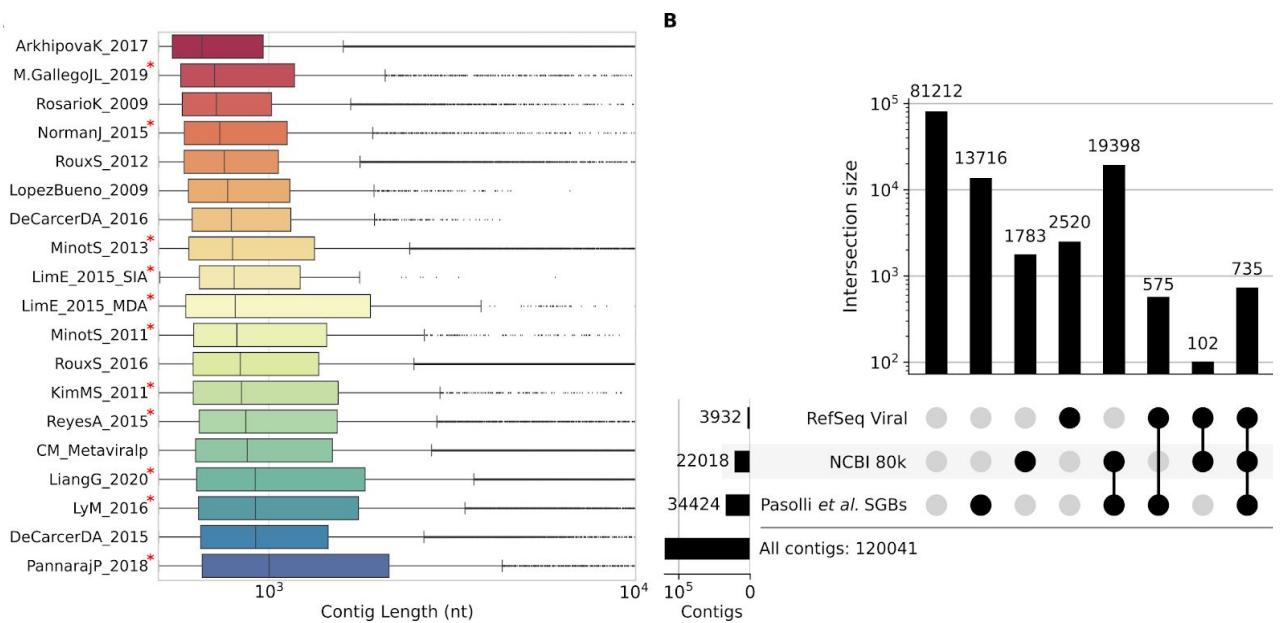 B
ArkhipovaK_2017
M.GallegoJL_2019*
RosarioK_2009
NormanJ_2015*
RouxS_2012
LopezBueno_2009
DeCarcerDA_2016
MinotS_2013*
LimE_2015_SIA*
LimE_2015_MDA*
MinotS_2011*
RouxS_2016
KimMS_2011*
ReyesA_2015*
CM_Metaviralp
LiangG_2020*
LyM_2016*
DeCarcerDA_2015
PannarajP_2018*
10³ 10⁴
Contig Length (nt)
Intersection size
10⁵
10⁴
10³
10²
81212
13716
1783
2520
19398
575
102
735
3932 RefSeq Viral
22018 NCBI 80k
34424 Pasolli et al. SGBs
All contigs: 120041
10⁵ 0
Contigs